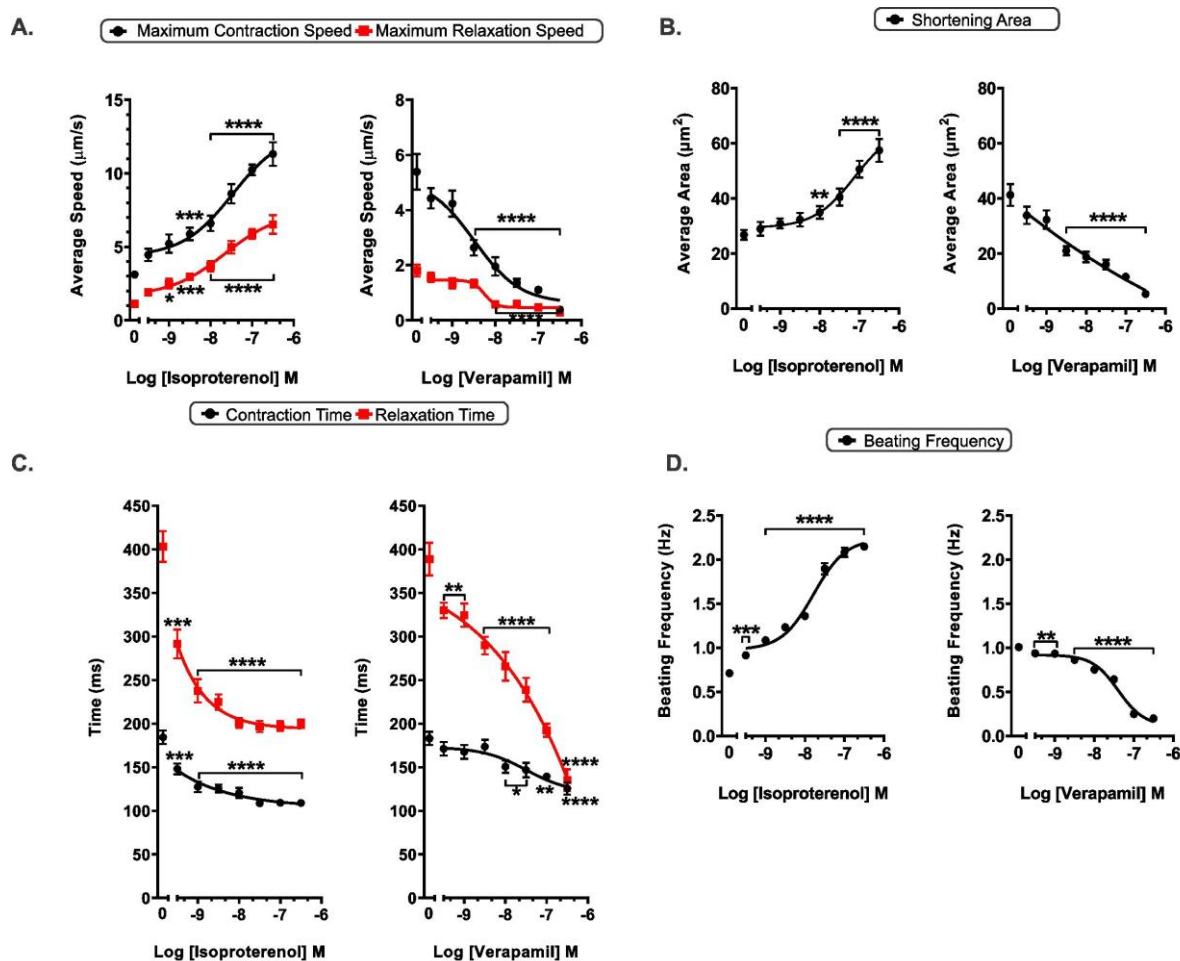 A.
Maximum Contraction Speed Maximum Relaxation Speed
B.
Shortening Area
Average Speed (μm/s)
15
10
5
0
****
***
*
***
****
0 -9 -8 -7 -6
Log [Isoproterenol] M
Average Speed (μm/s)
8
6
4
2
0
****
****
0 -9 -8 -7 -6
Log [Verapamil] M
Average Area (μm²)
80
60
40
20
0
****
**
0 -9 -8 -7 -6
Log [Isoproterenol] M
Average Area (μm²)
80
60
40
20
0
****
0 -9 -8 -7 -6
Log [Verapamil] M
Contraction Time Relaxation Time
C.
Beating Frequency
D.
Time (ms)
450
400
350
300
250
200
150
100
50
0
***
****
***
****
0 -9 -8 -7 -6
Log [Isoproterenol] M
Time (ms)
450
400
350
300
250
200
150
100
50
0
**
****
****
*
**
****
0 -9 -8 -7 -6
Log [Verapamil] M
Beating Frequency (Hz)
2.5
2.0
1.5
1.0
0.5
0.0
****
***
0 -9 -8 -7 -6
Log [Isoproterenol] M
Beating Frequency (Hz)
2.5
2.0
1.5
1.0
0.5
0.0
**
****
0 -9 -8 -7 -6
Log [Verapamil] M